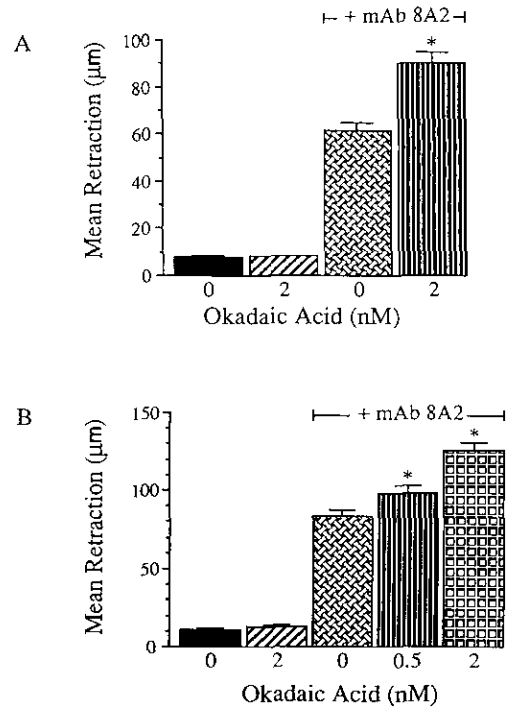 + mAb 8A2
A
*
100
80
60
40
20
0
Mean Retraction (μm)
0 2 0 2
Okadaic Acid (nM)
+ mAb 8A2
B
*
*
150
100
50
0
Mean Retraction (μm)
0 2 0 0.5 2
Okadaic Acid (nM)